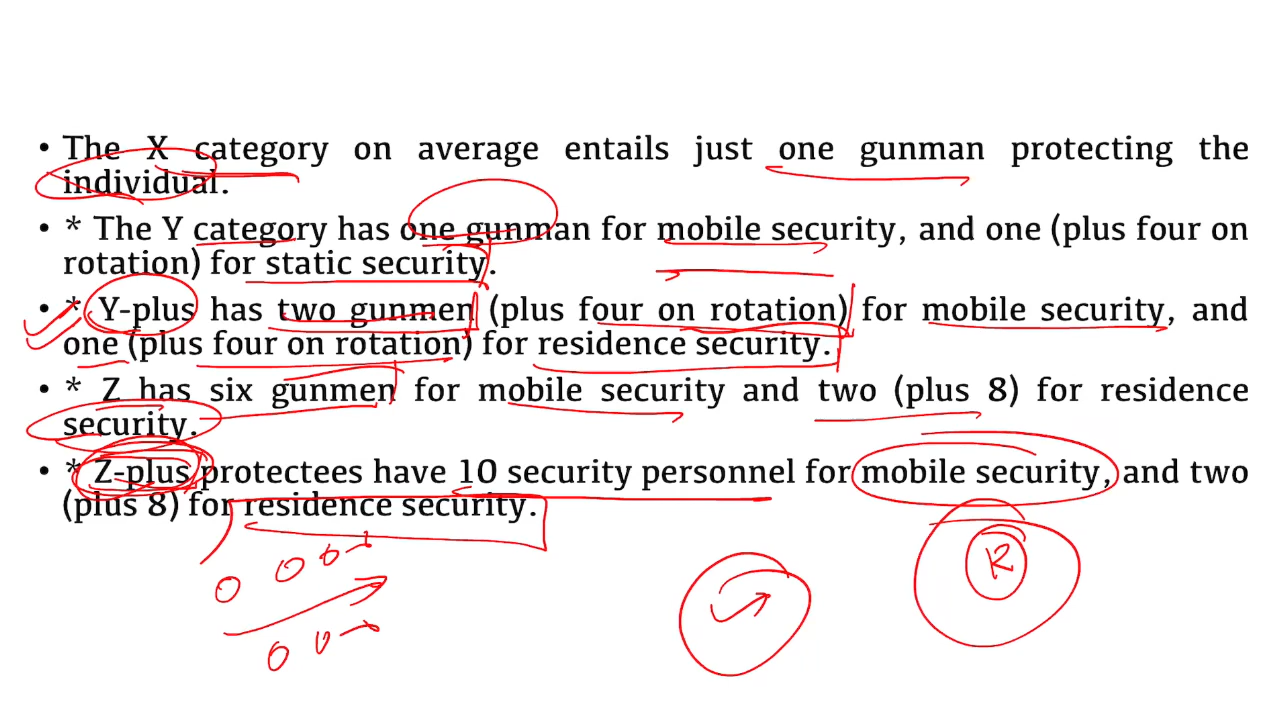 • The X category on average entails just one gunman protecting the
individual.
• * The Y category has one gunman for mobile security, and one (plus four on
rotation) for static security.
• * Y-plus has two gunmen (plus four on rotation) for mobile security, and
one (plus four on rotation) for residence security.
• * Z has six gunmen for mobile security and two (plus 8) for residence
security.
• * Z-plus protectees have 10 security personnel for mobile security, and two
(plus 8) for residence security.
R